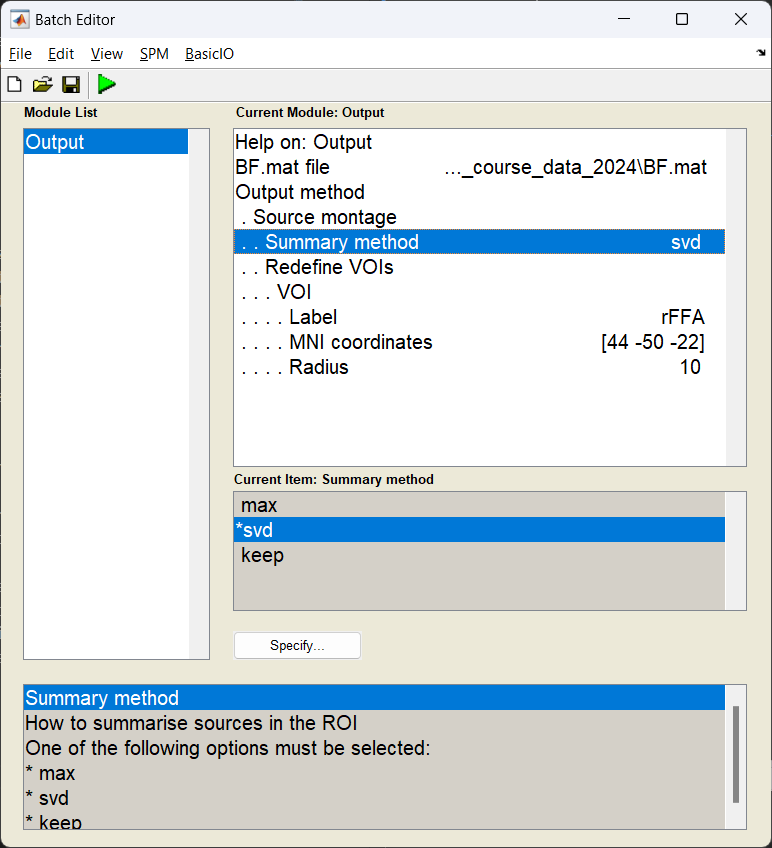 Batch Editor
File Edit View SPM BasicIO
Module List
Output
Current Module: Output
Help on: Output
BF.mat file ..._course_data_2024\BF.mat
Output method
. Source montage
. . Summary method svd
. . Redefine VOIs
. . . VOI
. . . . Label rFFA
. . . . MNI coordinates [44 -50 -22]
. . . . Radius 10
Current Item: Summary method
max
*svd
keep
Specify...
Summary method
How to summarise sources in the ROI
One of the following options must be selected:
* max
* svd
* keep